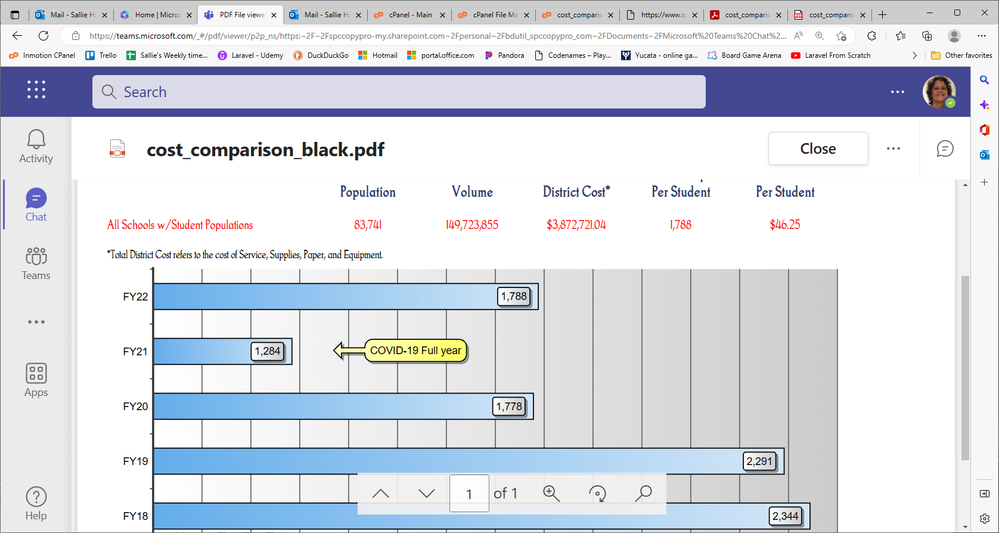 Mail - Sallie Hu
Home | Micros
PDF File viewe
Mail - Sallie Hu
cPanel - Main
cPanel File Ma
cost_comparis
https://www.sp
cost_comparis
cost_comparis
https://teams.microsoft.com/_#/pdf/viewer/p2p_ns/https:~2F~2Fspccopypro-my.sharepoint.com~2Fpersonal~2Fbdutil_spccopypro_com~2FDocuments~2FMicrosoft%20Teams%20Chat%2...
Inmotion CPanel
Trello
Sallie's Weekly time...
Laravel - Udemy
DuckDuckGo
Hotmail
portal.office.com
Pandora
Codenames – Play...
Yucata - online ga...
Board Game Arena
Laravel From Scratch
Other favorites
Search
Activity
Chat
Teams
Apps
Help
cost_comparison_black.pdf
Close
Population Volume District Cost* Per Student Per Student
All Schools w/Student Populations 83,741 149,723,855 $3,872,721.04 1,788 $46.25
*Total District Cost refers to the cost of Service, Supplies, Paper, and Equipment.
FY22 1,788
FY21 1,284 COVID-19 Full year
FY20 1,778
FY19 2,291
1 of 1
FY18 2,344